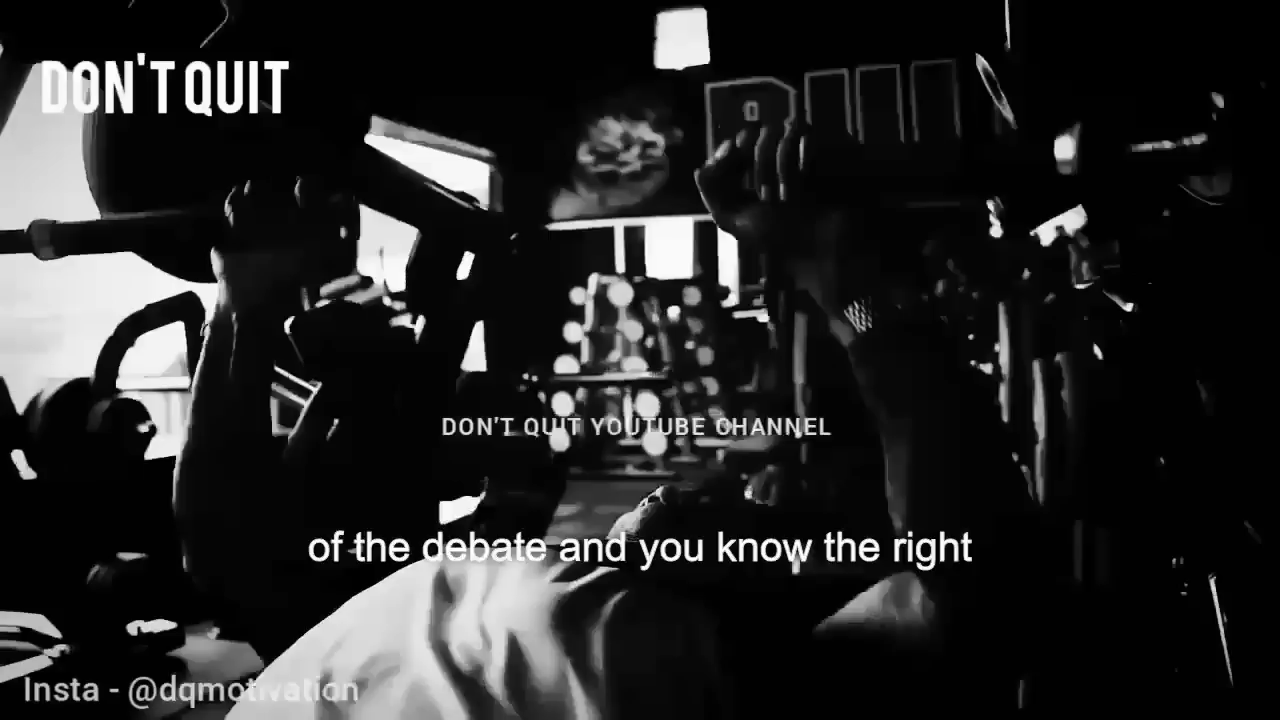 DON'T QUIT
DON'T QUIT YOUTUBE CHANNEL
of the debate and you know the right
Insta - @dqmotivation